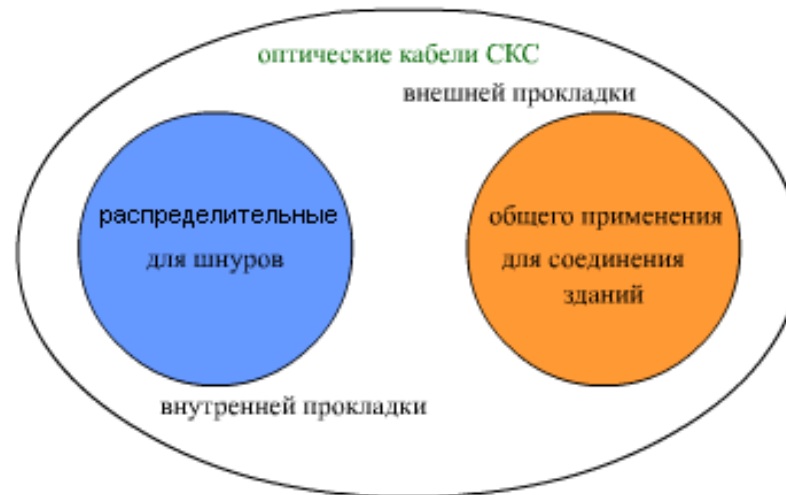 оптические кабели СКС
внешней прокладки
распределительные
для шнуров
общего применения
для соединения
зданий
внутренней прокладки